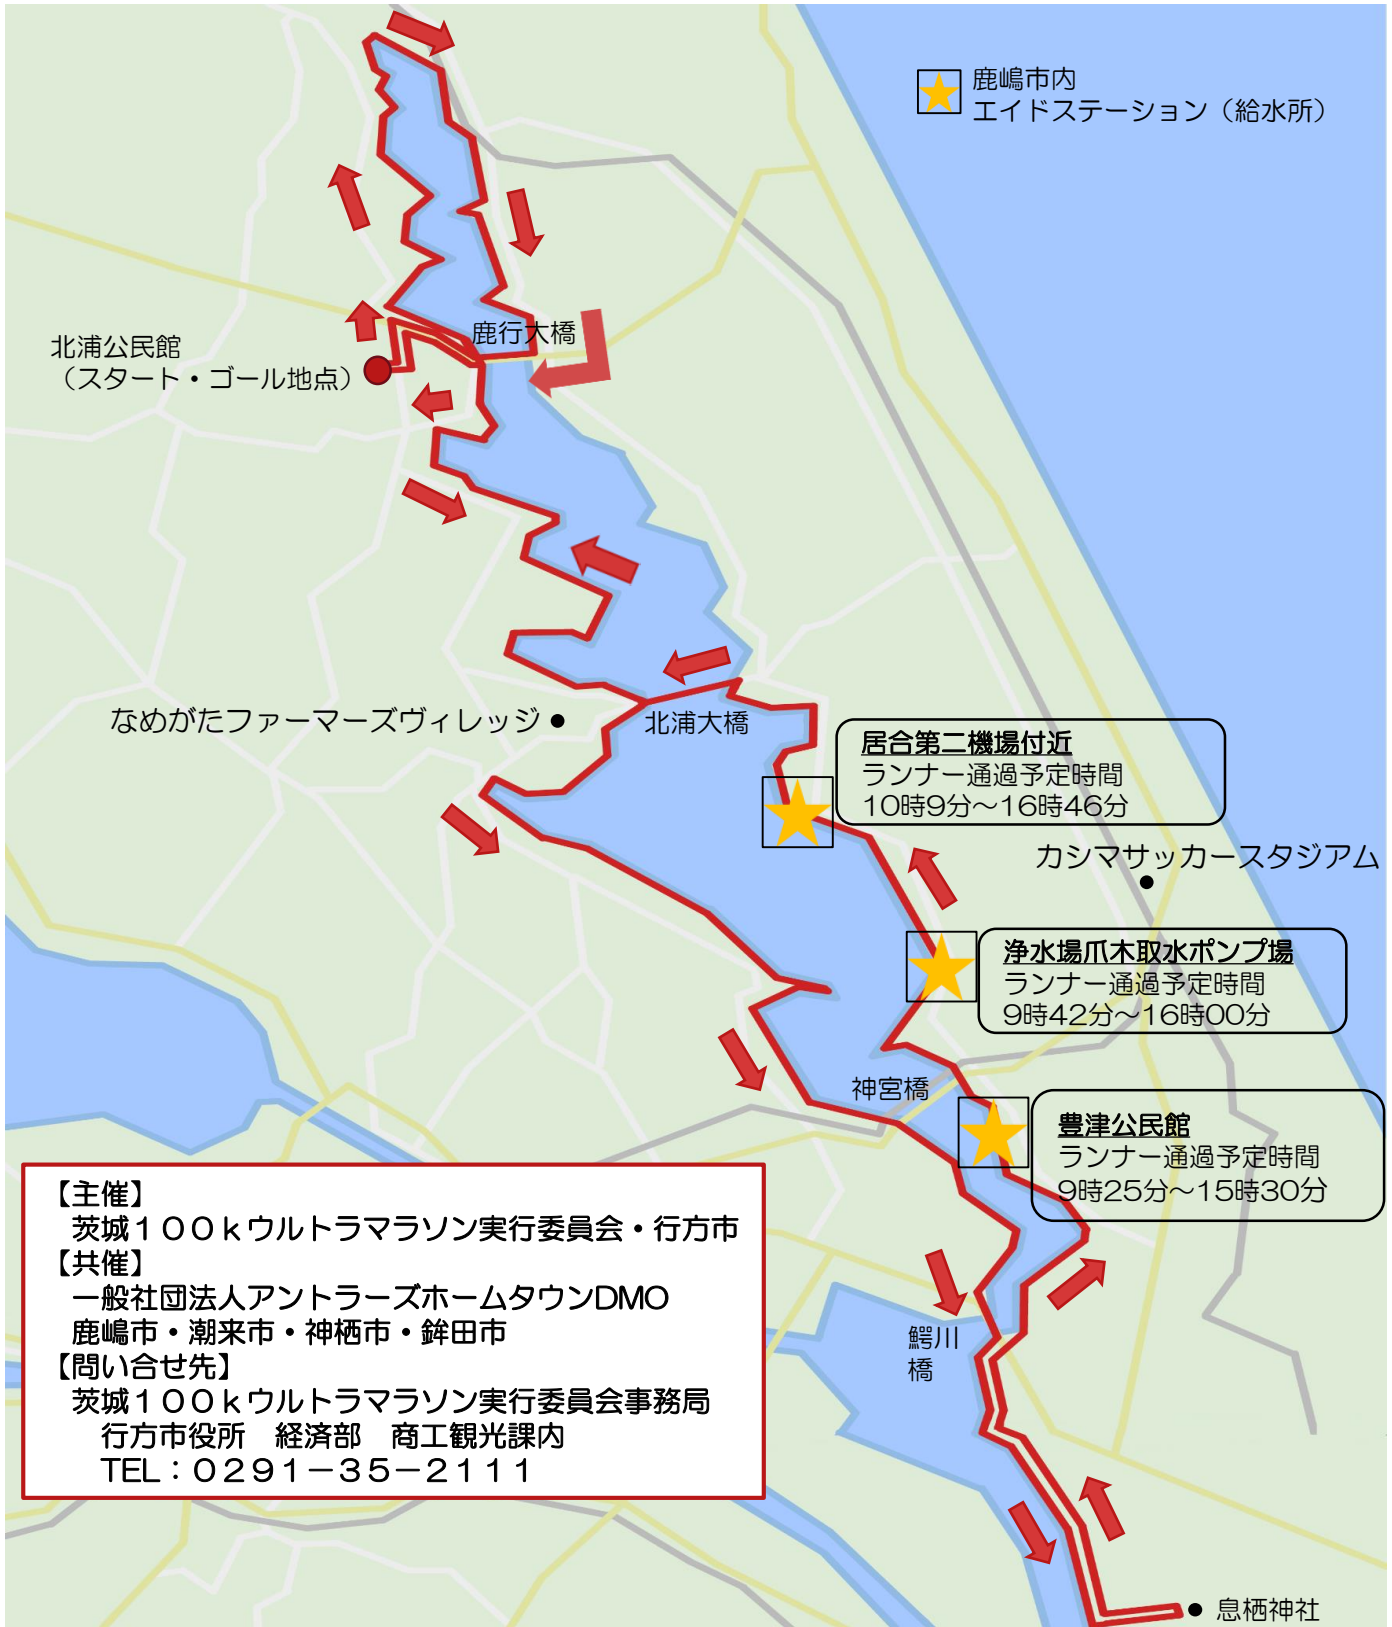 鹿嶋市内
エイドステーション（給水所）
鹿行大橋
北浦公民館
（スタート・ゴール地点）
なめがたファーマーズヴィレッジ
北浦大橋
居合第二機場付近
ランナー通過予定時間
10時9分～16時46分
カシマサッカースタジアム
浄水場爪木取水ポンプ場
ランナー通過予定時間
9時42分～16時00分
神宮橋
豊津公民館
ランナー通過予定時間
9時25分～15時30分
【主催】
茨城１００ｋウルトラマラソン実行委員会・行方市
【共催】
一般社団法人アントラーズホームタウンDMO
鹿嶋市・潮来市・神栖市・鉾田市
【問い合せ先】
茨城１００ｋウルトラマラソン実行委員会事務局
行方市役所　経済部　商工観光課内
TEL：０２９１－３５－２１１１
鰐川
橋
息栖神社